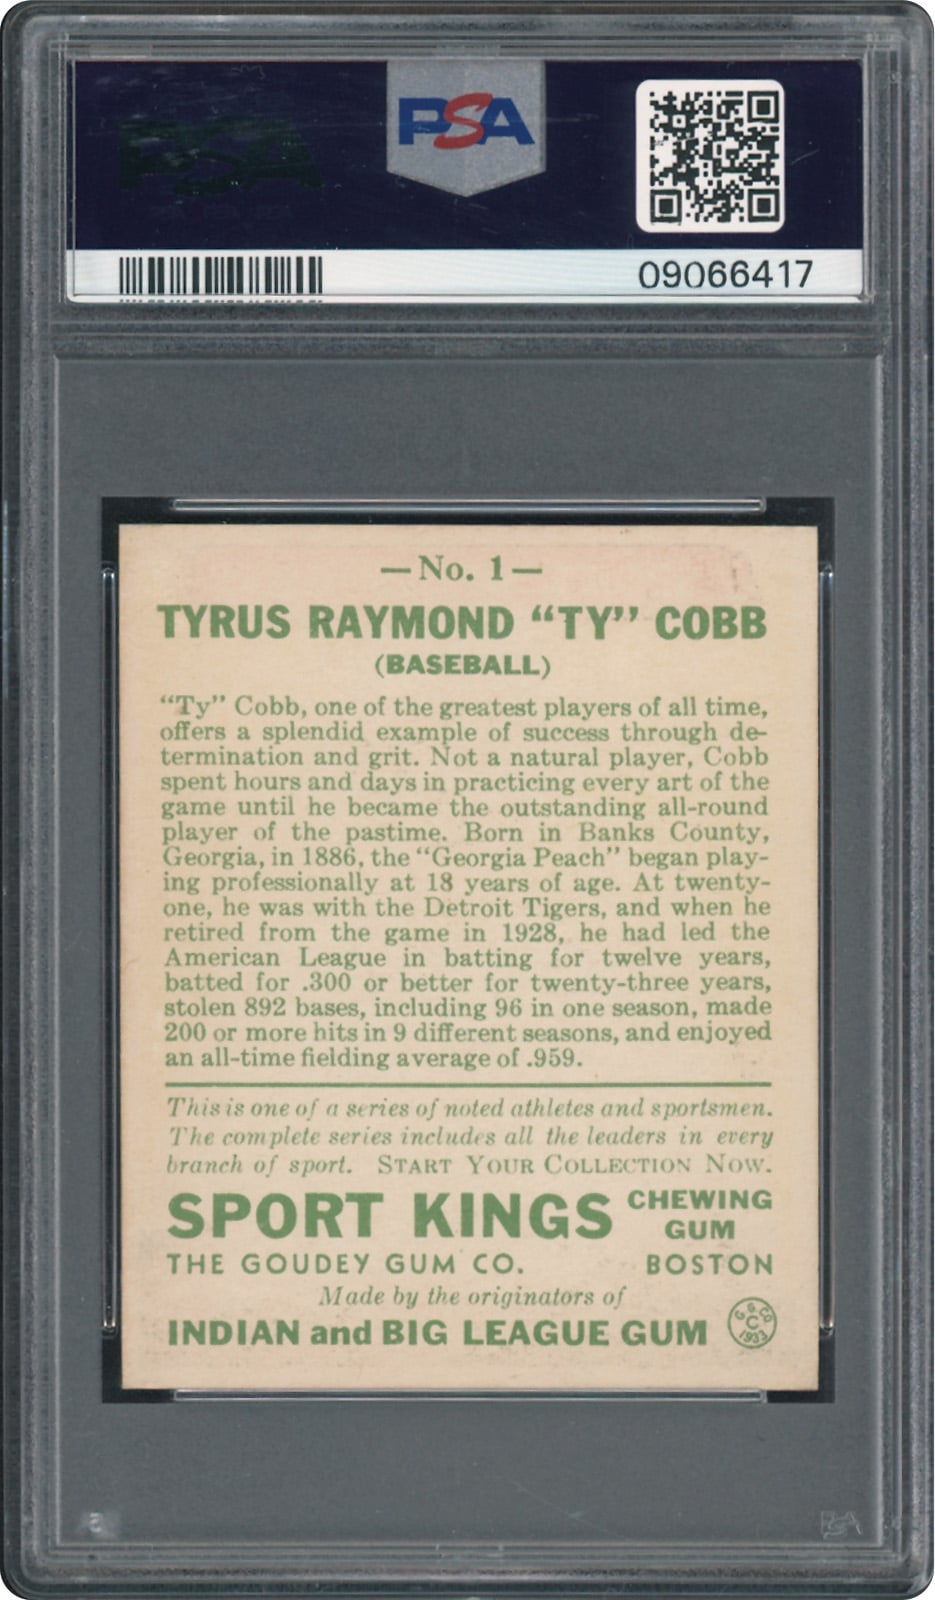 PSA
09066417
—No. 1—
TYRUS RAYMOND “TY” COBB
(BASEBALL)
“Ty” Cobb, one of the greatest players of all time,
offers a splendid example of success through de-
termination and grit. Not a natural player, Cobb
spent hours and days in practicing every art of the
game until he became the outstanding all-round
player of the pastime. Born in Banks County,
Georgia, in 1886, the “Georgia Peach” began play-
ing professionally at 18 years of age. At twenty-
one, he was with the Detroit Tigers, and when he
retired from the game in 1928, he had led the
American League in batting for twelve years,
batted for .300 or better for twenty-three years,
stolen 892 bases, including 96 in one season, made
200 or more hits in 9 different seasons, and enjoyed
an all-time fielding average of .959.
This is one of a series of noted athletes and sportsmen.
The complete series includes all the leaders in every
branch of sport. START YOUR COLLECTION NOW.
SPORT KINGS CHEWING GUM
THE GOUDEY GUM CO. BOSTON
Made by the originators of
INDIAN and BIG LEAGUE GUM
G.G.CO.
C
1933
PSA